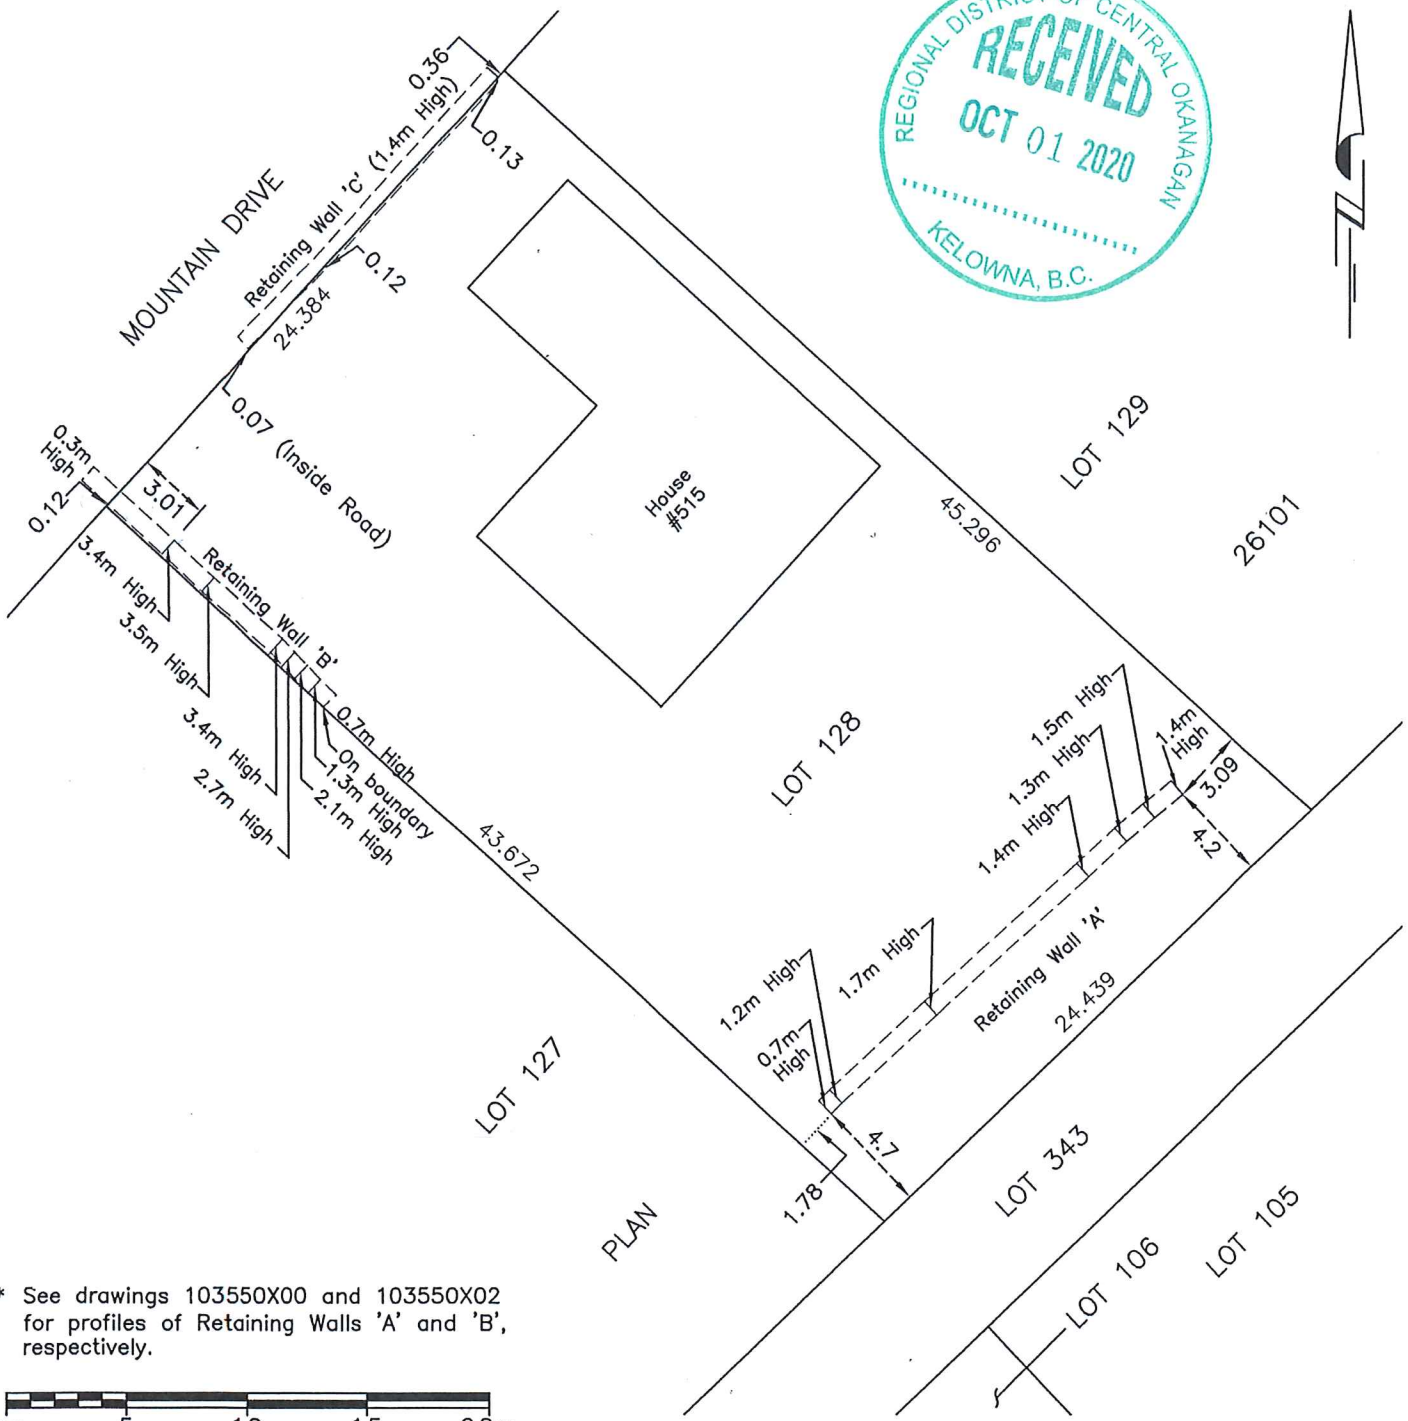 REGIONAL DISTRICT OF CENTRAL OKANAGAN
RECEIVED
OCT 01 2020
KELOWNA, B.C.
0.36
Retaining Wall 'C' (1.4m High)
0.13
MOUNTAIN DRIVE
0.12
24.384
0.07 (Inside Road)
0.3m
High
0.12
3.01
3.4m High
3.5m High
Retaining Wall 'B'
3.4m High
2.7m High
0.7m High
On boundary
1.3m High
2.1m High
43.672
House
#515
45.296
LOT 129
26101
LOT 128
1.5m High
1.3m High
1.4m High
1.4m
High
3.09
4.2
1.7m High
1.2m High
0.7m
High
Retaining Wall 'A'
24.439
4.7
1.78
LOT 127
PLAN
LOT 343
LOT 106
LOT 105
* See drawings 103550X00 and 103550X02
for profiles of Retaining Walls 'A' and 'B',
respectively.
5 10 15 20